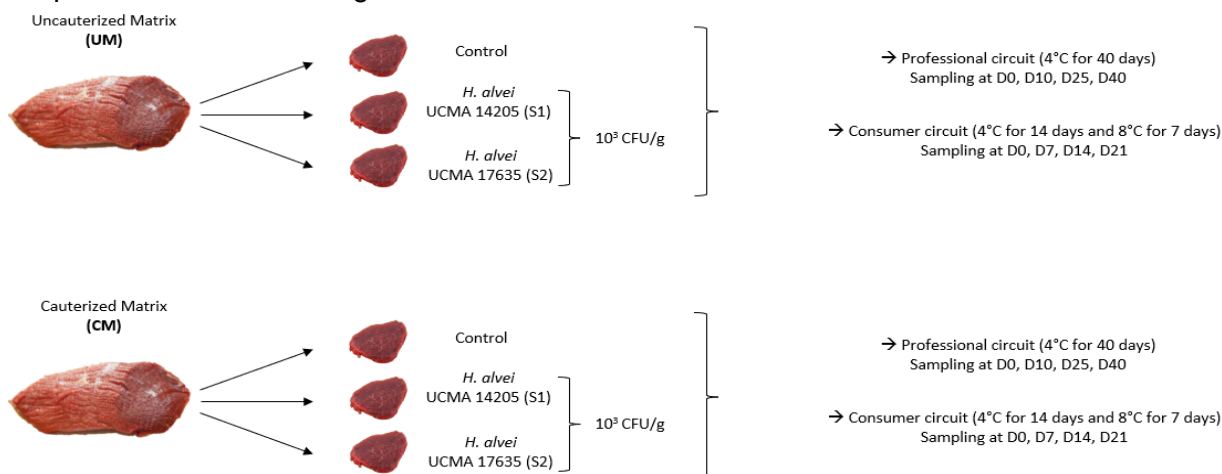 Uncauterized Matrix
(UM)
Control
H. alvei
UCMA 14205 (S1)
H. alvei
UCMA 17635 (S2)
10³ CFU/g
→ Professional circuit (4°C for 40 days)
Sampling at D0, D10, D25, D40
→ Consumer circuit (4°C for 14 days and 8°C for 7 days)
Sampling at D0, D7, D14, D21
Cauterized Matrix
(CM)
Control
H. alvei
UCMA 14205 (S1)
H. alvei
UCMA 17635 (S2)
10³ CFU/g
→ Professional circuit (4°C for 40 days)
Sampling at D0, D10, D25, D40
→ Consumer circuit (4°C for 14 days and 8°C for 7 days)
Sampling at D0, D7, D14, D21